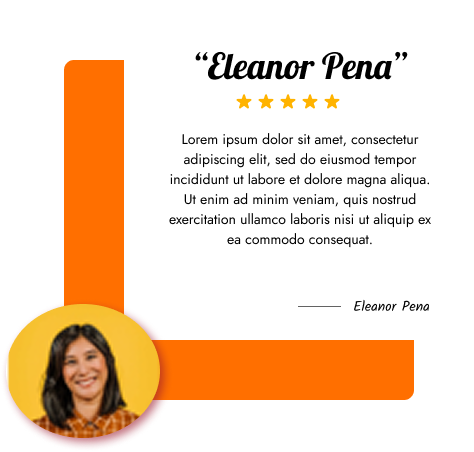 “Eleanor Pena”
Lorem ipsum dolor sit amet, consectetur
adipiscing elit, sed do eiusmod tempor
incididunt ut labore et dolore magna aliqua.
Ut enim ad minim veniam, quis nostrud
exercitation ullamco laboris nisi ut aliquip ex
ea commodo consequat.
Eleanor Pena